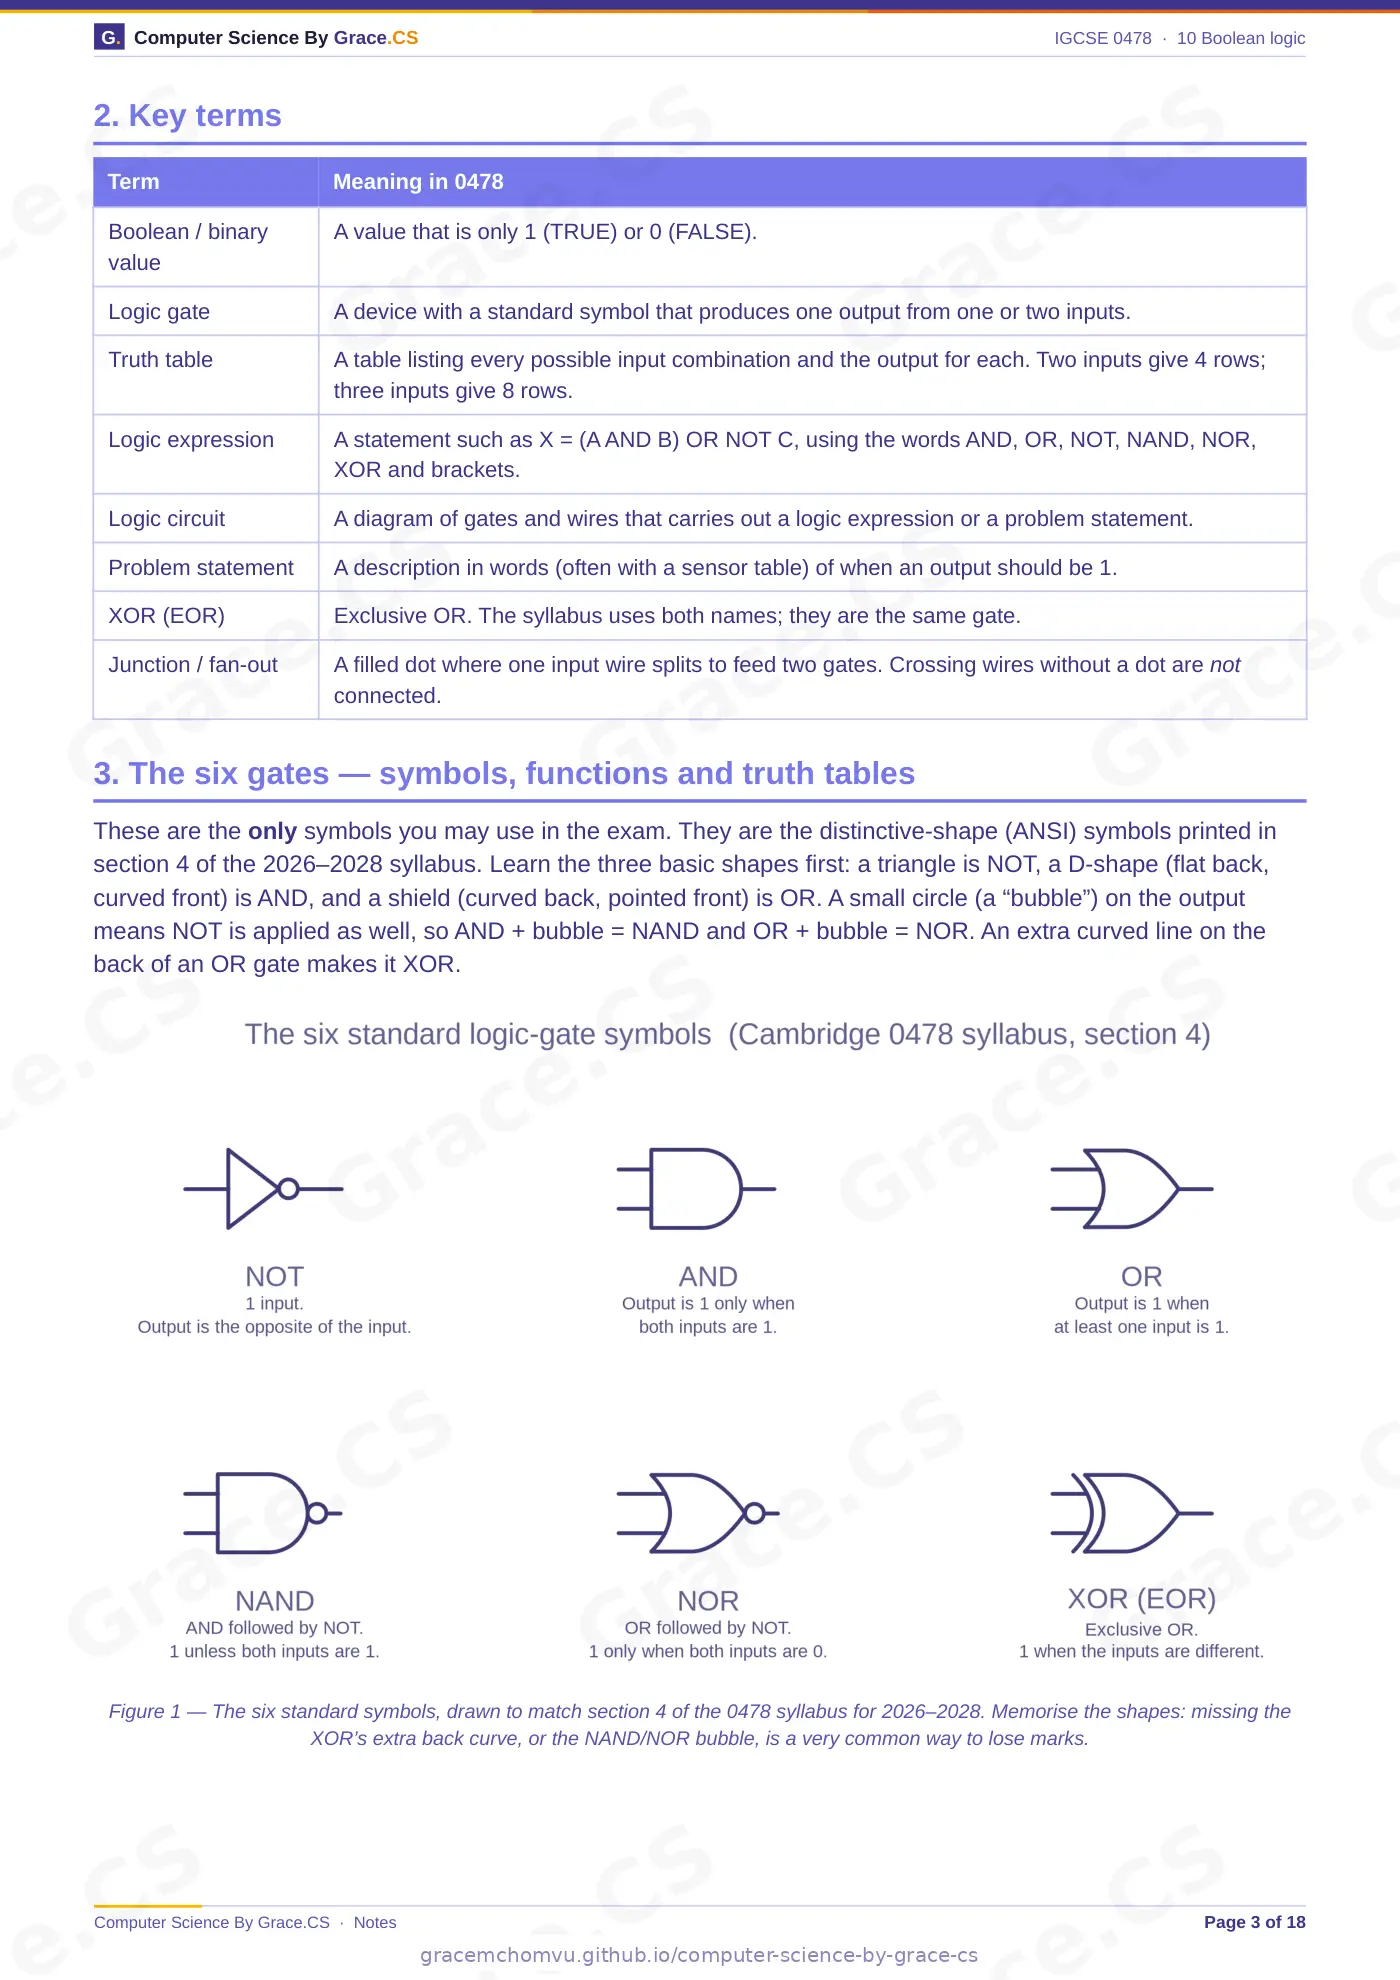 G. Computer Science By Grace.CS
IGCSE 0478 · 10 Boolean logic
2. Key terms
Term Meaning in 0478
Boolean / binary value A value that is only 1 (TRUE) or 0 (FALSE).
Logic gate A device with a standard symbol that produces one output from one or two inputs.
Truth table A table listing every possible input combination and the output for each. Two inputs give 4 rows;
three inputs give 8 rows.
Logic expression A statement such as X = (A AND B) OR NOT C, using the words AND, OR, NOT, NAND, NOR,
XOR and brackets.
Logic circuit A diagram of gates and wires that carries out a logic expression or a problem statement.
Problem statement A description in words (often with a sensor table) of when an output should be 1.
XOR (EOR) Exclusive OR. The syllabus uses both names; they are the same gate.
Junction / fan-out A filled dot where one input wire splits to feed two gates. Crossing wires without a dot are not
connected.
3. The six gates — symbols, functions and truth tables
These are the only symbols you may use in the exam. They are the distinctive-shape (ANSI) symbols printed in
section 4 of the 2026–2028 syllabus. Learn the three basic shapes first: a triangle is NOT, a D-shape (flat back,
curved front) is AND, and a shield (curved back, pointed front) is OR. A small circle (a “bubble”) on the output
means NOT is applied as well, so AND + bubble = NAND and OR + bubble = NOR. An extra curved line on the
back of an OR gate makes it XOR.
The six standard logic-gate symbols (Cambridge 0478 syllabus, section 4)
NOT
1 input.
Output is the opposite of the input.
AND
Output is 1 only when
both inputs are 1.
OR
Output is 1 when
at least one input is 1.
NAND
AND followed by NOT.
1 unless both inputs are 1.
NOR
OR followed by NOT.
1 only when both inputs are 0.
XOR (EOR)
Exclusive OR.
1 when the inputs are different.
Figure 1 — The six standard symbols, drawn to match section 4 of the 0478 syllabus for 2026–2028. Memorise the shapes: missing the
XOR’s extra back curve, or the NAND/NOR bubble, is a very common way to lose marks.
Computer Science By Grace.CS · Notes
Page 3 of 18
gracemchomvu.github.io/computer-science-by-grace-cs